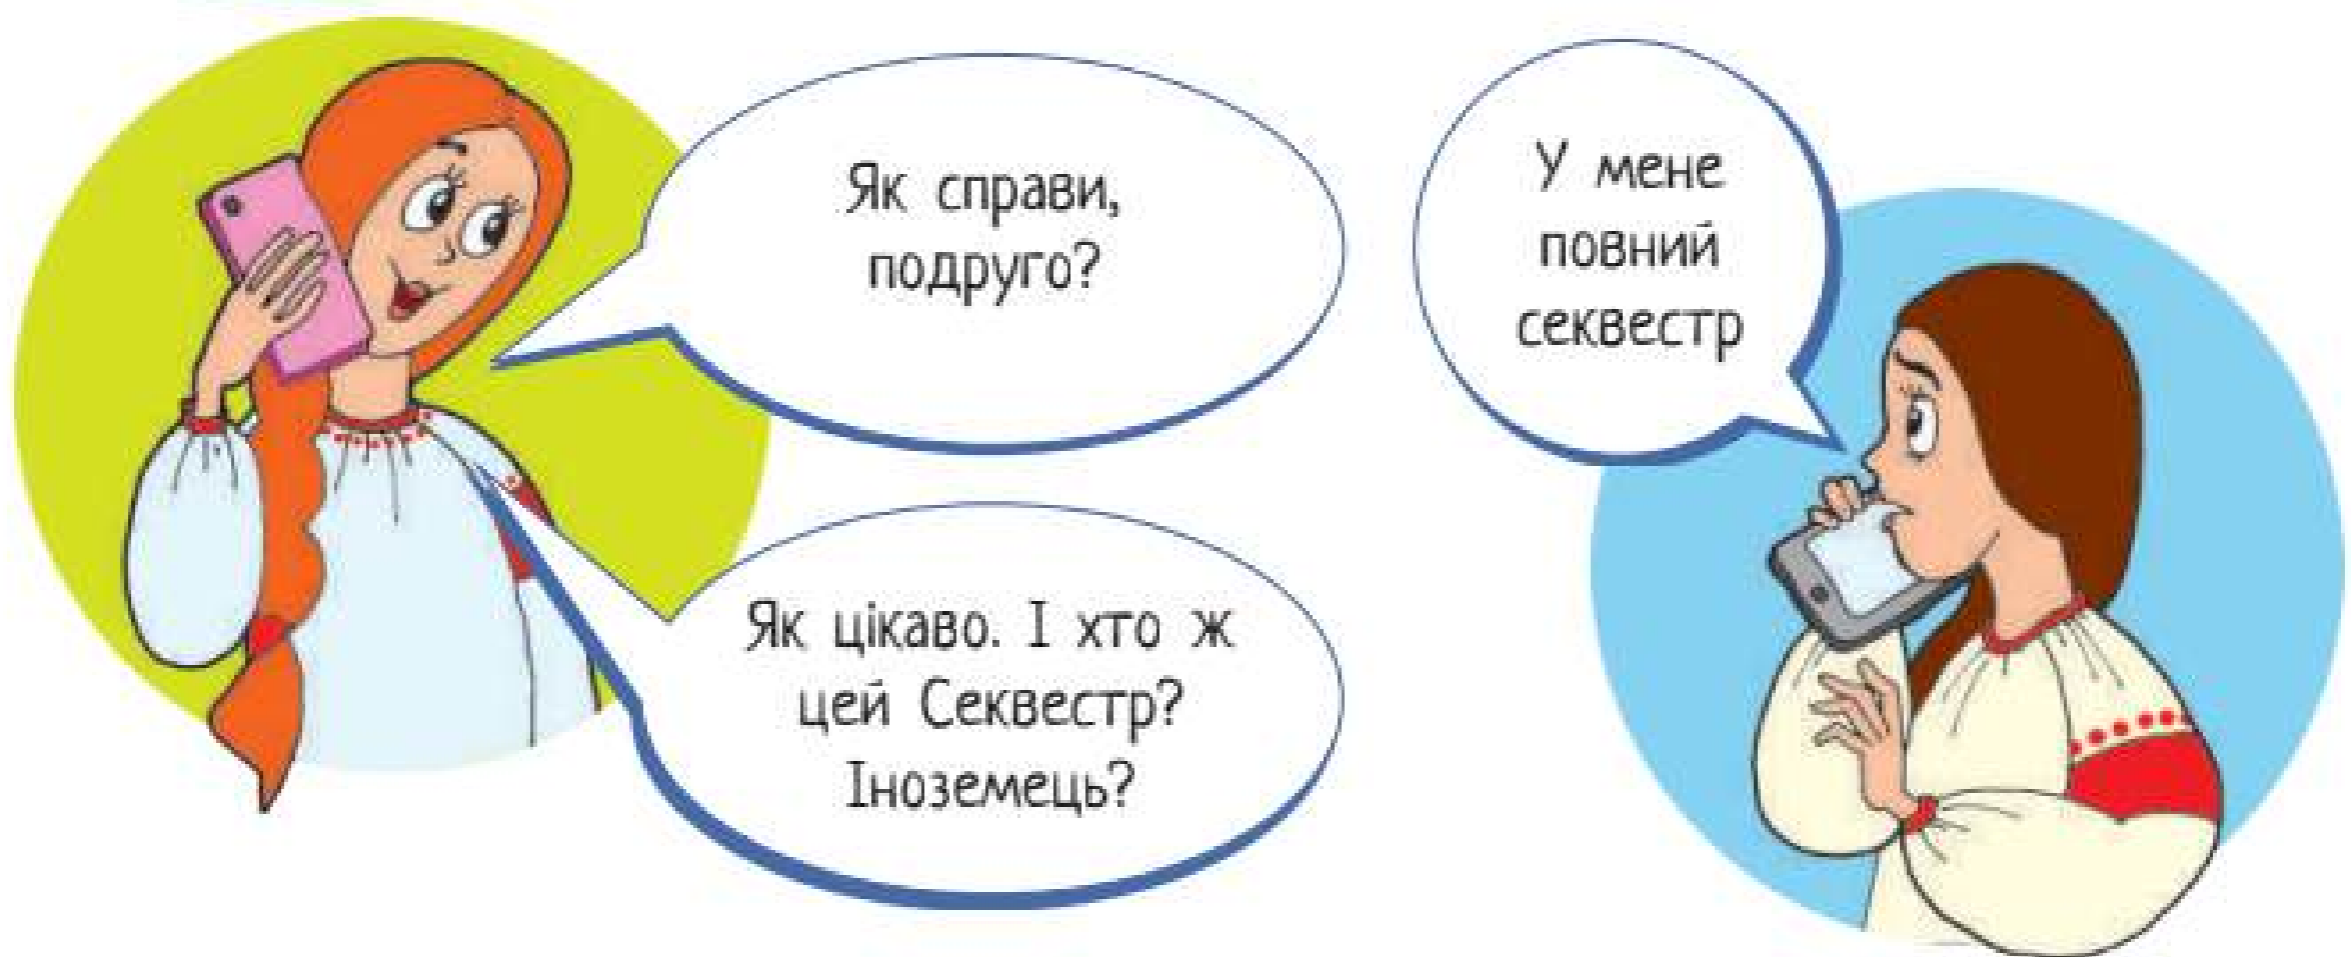 Як справи,
подруго?
У мене
повний
секвестр
Як цікаво. І хто ж
цей Секвестр?
Іноземець?